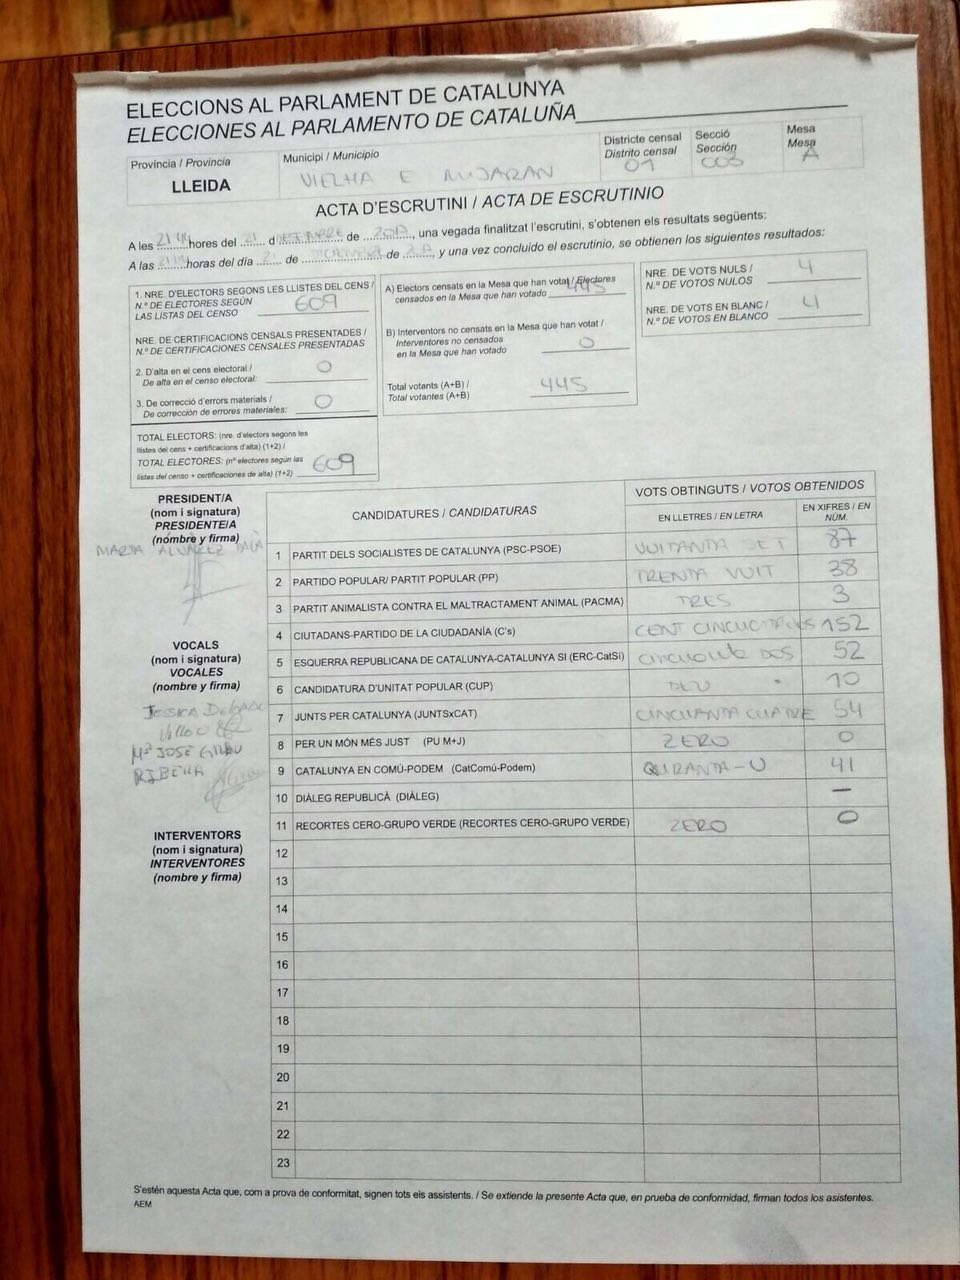 ELECCIONS AL PARLAMENT DE CATALUNYA
ELECCIONES AL PARLAMENTO DE CATALUÑA
Província / Provincia
LLEIDA
Municipi / Municipio
VIELHA E MIJARAN
Districte censal
Distrito censal
01
Secció
Sección
003
Mesa
Mesa
A
ACTA D'ESCRUTINI / ACTA DE ESCRUTINIO
A les 21:44 hores del 21 d DESEMBRE de 2017, una vegada finalitzat l'escrutini, s'obtenen els resultats següents:
A las horas del día 21 de de, y una vez concluido el escrutinio, se obtienen los siguientes resultados:
1. NRE. D'ELECTORS SEGONS LES LLISTES DEL CENS /
N.º DE ELECTORES SEGÚN
LAS LISTAS DEL CENSO 609
NRE. DE CERTIFICACIONS CENSALS PRESENTADES /
N.º DE CERTIFICACIONES CENSALES PRESENTADAS
2. D'alta en el cens electoral /
De alta en el censo electoral: 0
3. De correcció d'errors materials /
De corrección de errores materiales: 0
TOTAL ELECTORS: (nre. d'electors segons les
llistes del cens + certificacions d'alta) (1+2) /
TOTAL ELECTORES: (nº electores según las
listas del censo + certificaciones de alta) (1+2) 609
A) Electors censats en la Mesa que han votat / Electores
censados en la Mesa que han votado 445
B) Interventors no censats en la Mesa que han votat /
Interventores no censados
en la Mesa que han votado 0
Total votants (A+B) /
Total votantes (A+B) 445
NRE. DE VOTS NULS /
N.º DE VOTOS NULOS 4
NRE. DE VOTS EN BLANC /
N.º DE VOTOS EN BLANCO 4
PRESIDENT/A
(nom i signatura)
PRESIDENTE/A
(nombre y firma)
MARTA ALVAREZ PALÀ
VOCALS
(nom i signatura)
VOCALES
(nombre y firma)
JESSICA
Mª JOSÉ GIRAU
RIBERA
INTERVENTORS
(nom i signatura)
INTERVENTORES
(nombre y firma)
CANDIDATURES / CANDIDATURAS
VOTS OBTINGUTS / VOTOS OBTENIDOS
EN LLETRES / EN LETRA
EN XIFRES / EN
NÚM.
1 PARTIT DELS SOCIALISTES DE CATALUNYA (PSC-PSOE) VUITANTA SET 87
2 PARTIDO POPULAR/ PARTIT POPULAR (PP) TRENTA VUIT 38
3 PARTIT ANIMALISTA CONTRA EL MALTRACTAMENT ANIMAL (PACMA) TRES 3
4 CIUTADANS-PARTIDO DE LA CIUDADANÍA (C's) CENT 152
5 ESQUERRA REPUBLICANA DE CATALUNYA-CATALUNYA SÍ (ERC-CatSí) DOS 52
6 CANDIDATURA D'UNITAT POPULAR (CUP) DEU 10
7 JUNTS PER CATALUNYA (JUNTSxCAT) CINCUANTA CUATRE 54
8 PER UN MÓN MÉS JUST (PU M+J) ZERO 0
9 CATALUNYA EN COMÚ-PODEM (CatComú-Podem) QUIRANTA-U 41
10 DIÀLEG REPUBLICÀ (DIÀLEG) —
11 RECORTES CERO-GRUPO VERDE (RECORTES CERO-GRUPO VERDE) ZERO 0
12
13
14
15
16
17
18
19
20
21
22
23
S'estén aquesta Acta que, com a prova de conformitat, signen tots els assistents. / Se extiende la presente Acta que, en prueba de conformidad, firman todos los asistentes.
AEM